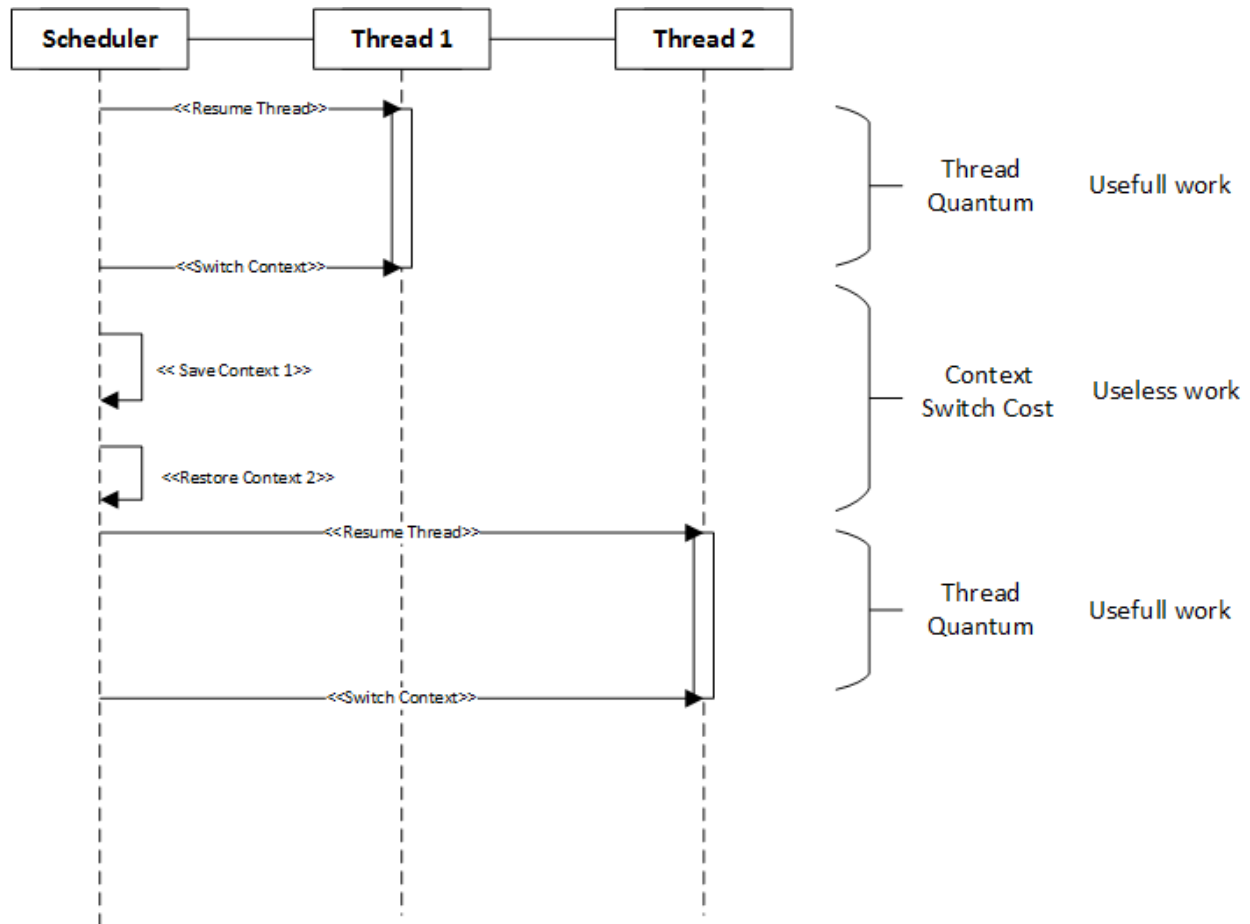 Scheduler
Thread 1
Thread 2
<<Resume Thread>>
Thread
Quantum
Usefull work
<<Switch Context>>
<< Save Context 1>>
Context
Switch Cost
Useless work
<<Restore Context 2>>
<<Resume Thread>>
Thread
Quantum
Usefull work
<<Switch Context>>